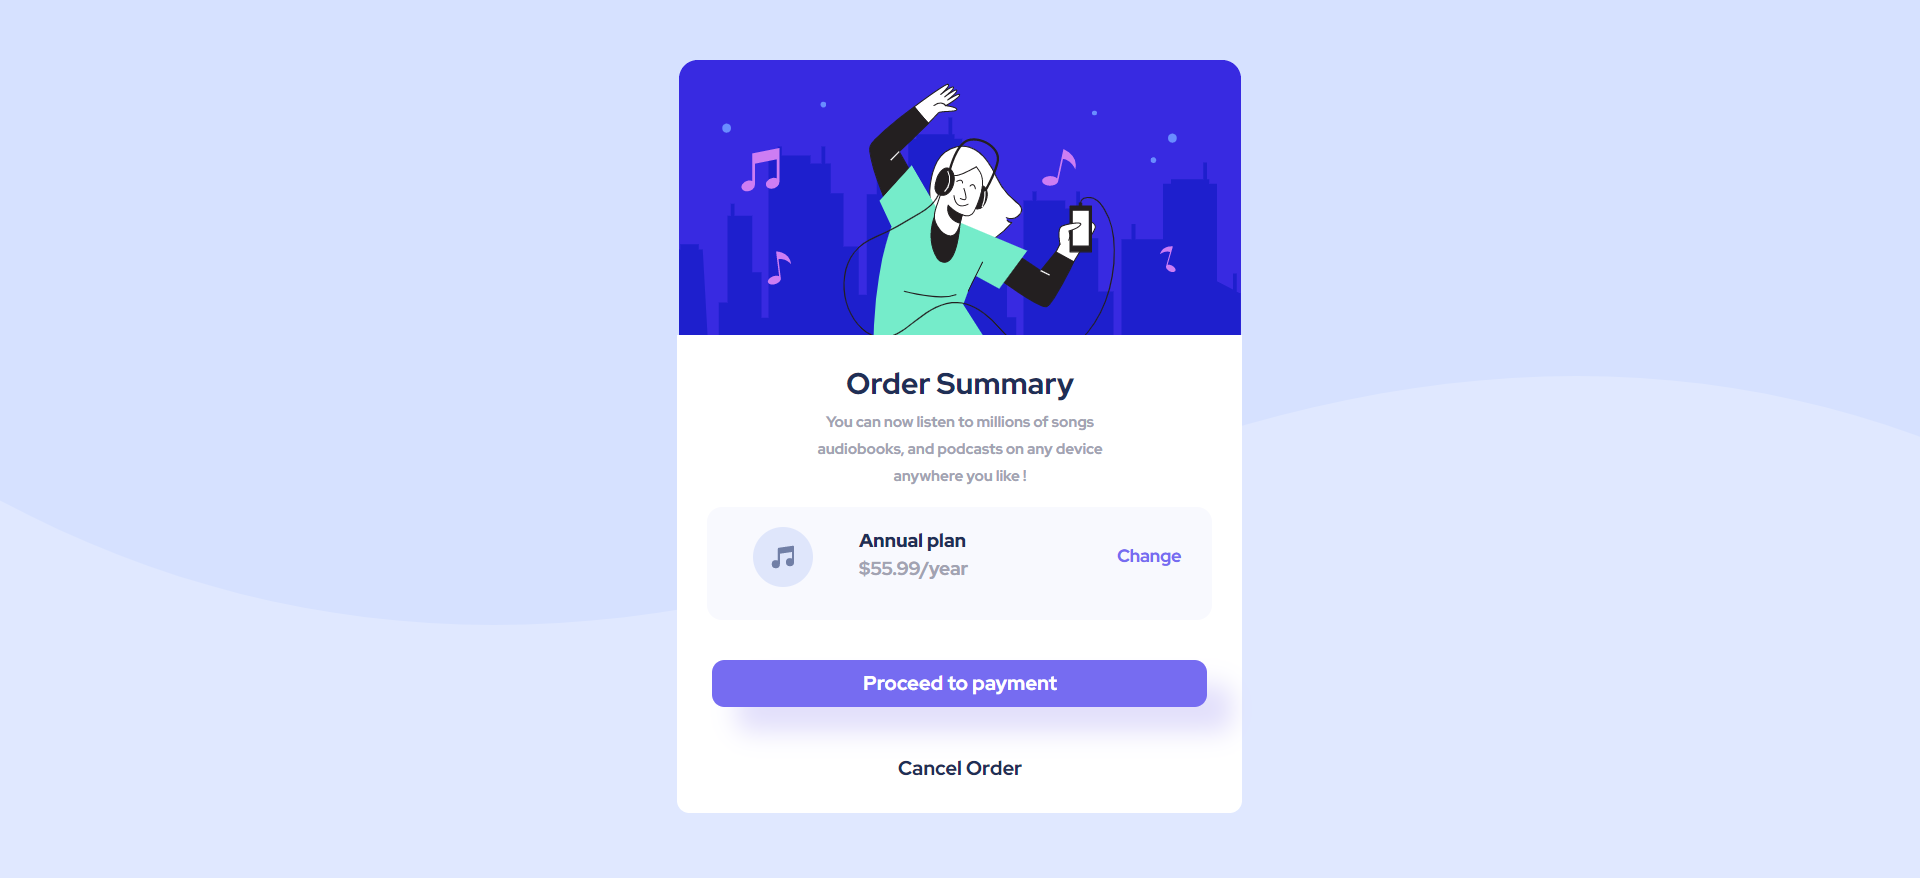 Order Summary
You can now listen to millions of songs
audiobooks, and podcasts on any device
anywhere you like !
Annual plan
$55.99/year
Change
Proceed to payment
Cancel Order